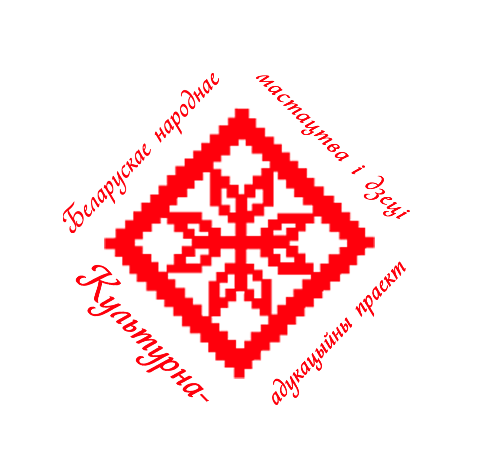 Беларускае народнае
мастацтва і дзеці
Культурна-
адукацыйны праект